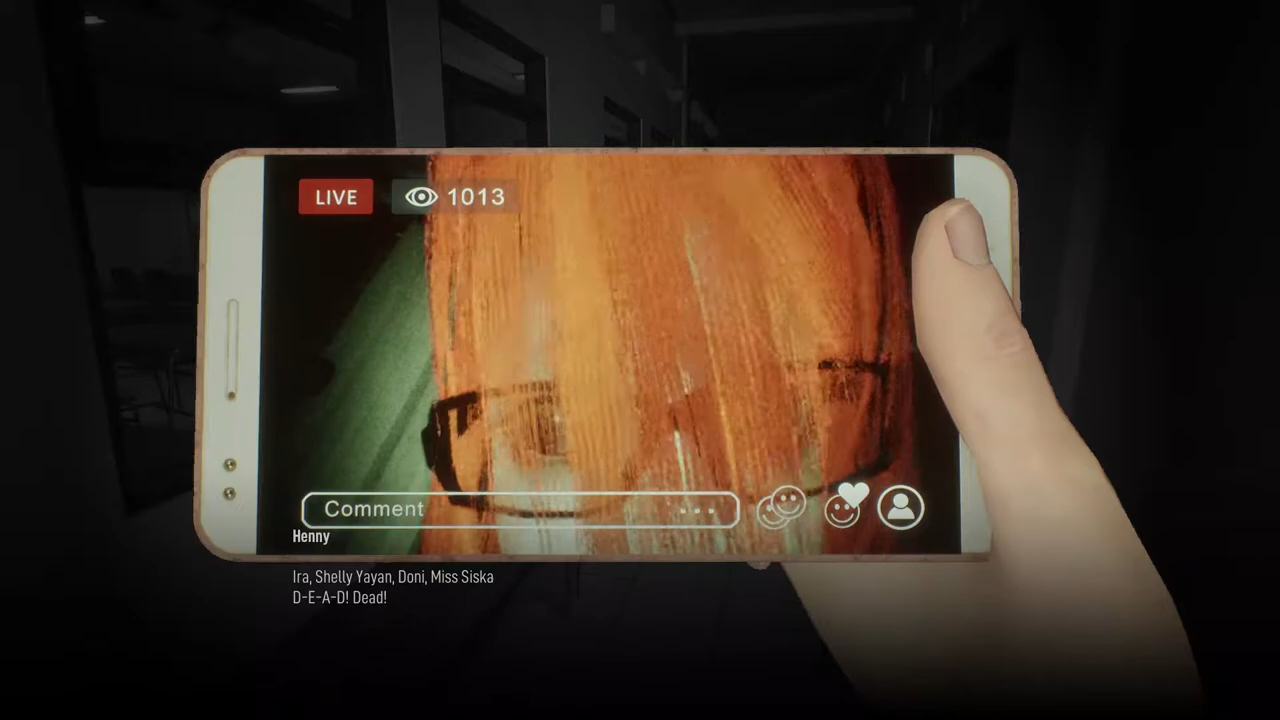 LIVE
1013
Comment ...
Henny
Ira, Shelly Yayan, Doni, Miss Siska
D-E-A-D! Dead!